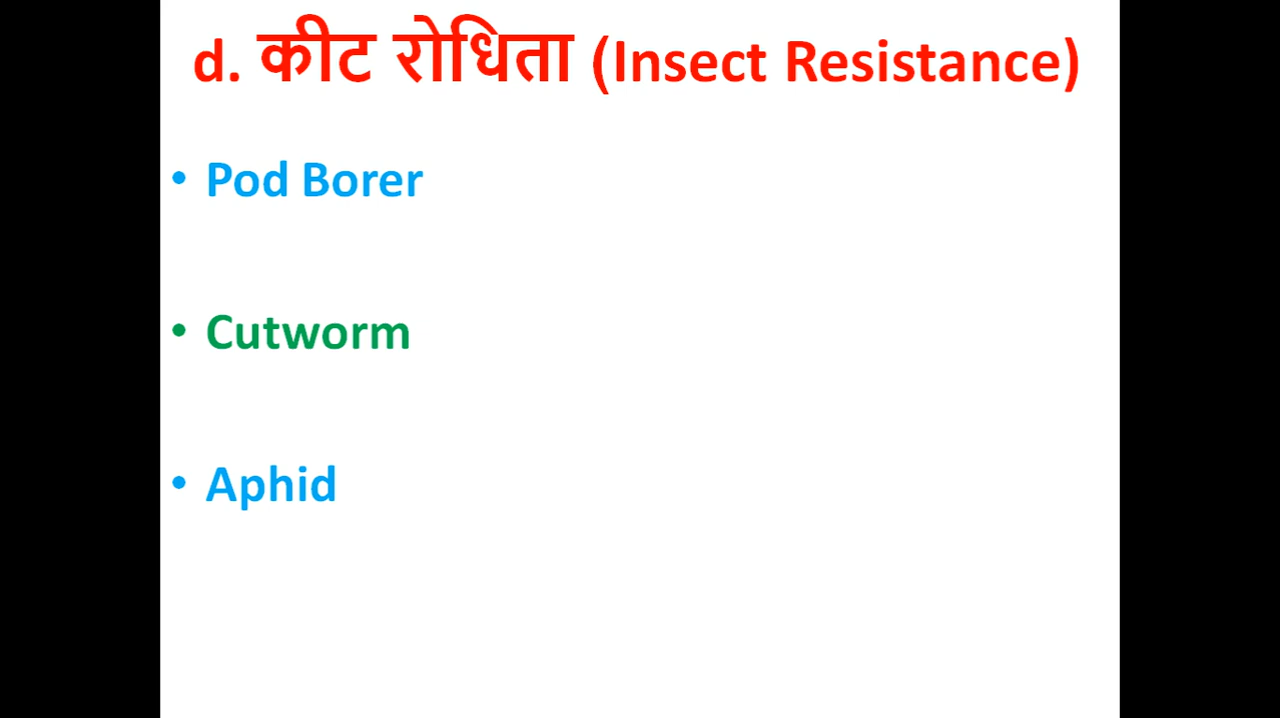 d. कीट रोधिता (Insect Resistance)
• Pod Borer
• Cutworm
• Aphid